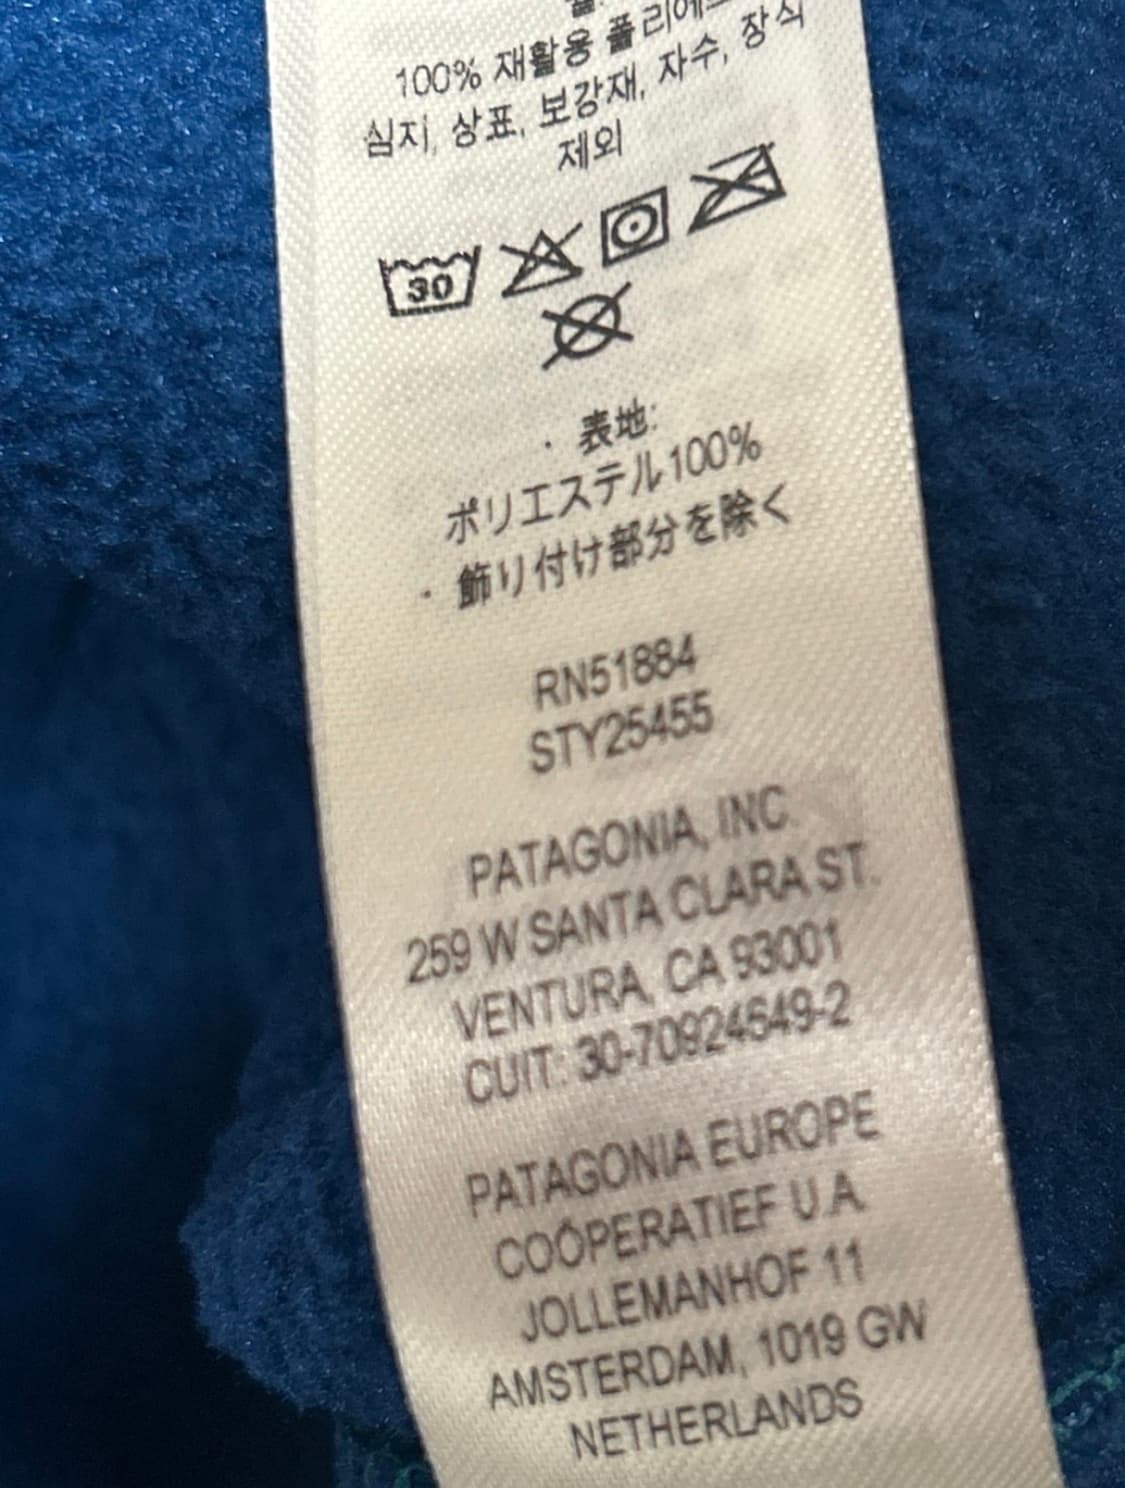 100% 재활용 폴리에스
심지, 상표, 보강재, 자수, 장식
제외
30
· 表地:
ポリエステル100%
· 飾り付け部分を除く
RN51884
STY25455
PATAGONIA, INC.
259 W SANTA CLARA ST.
VENTURA, CA 93001
CUIT: 30-70924649-2
PATAGONIA EUROPE
COÖPERATIEF U.A.
JOLLEMANHOF 11
AMSTERDAM, 1019 GW
NETHERLANDS